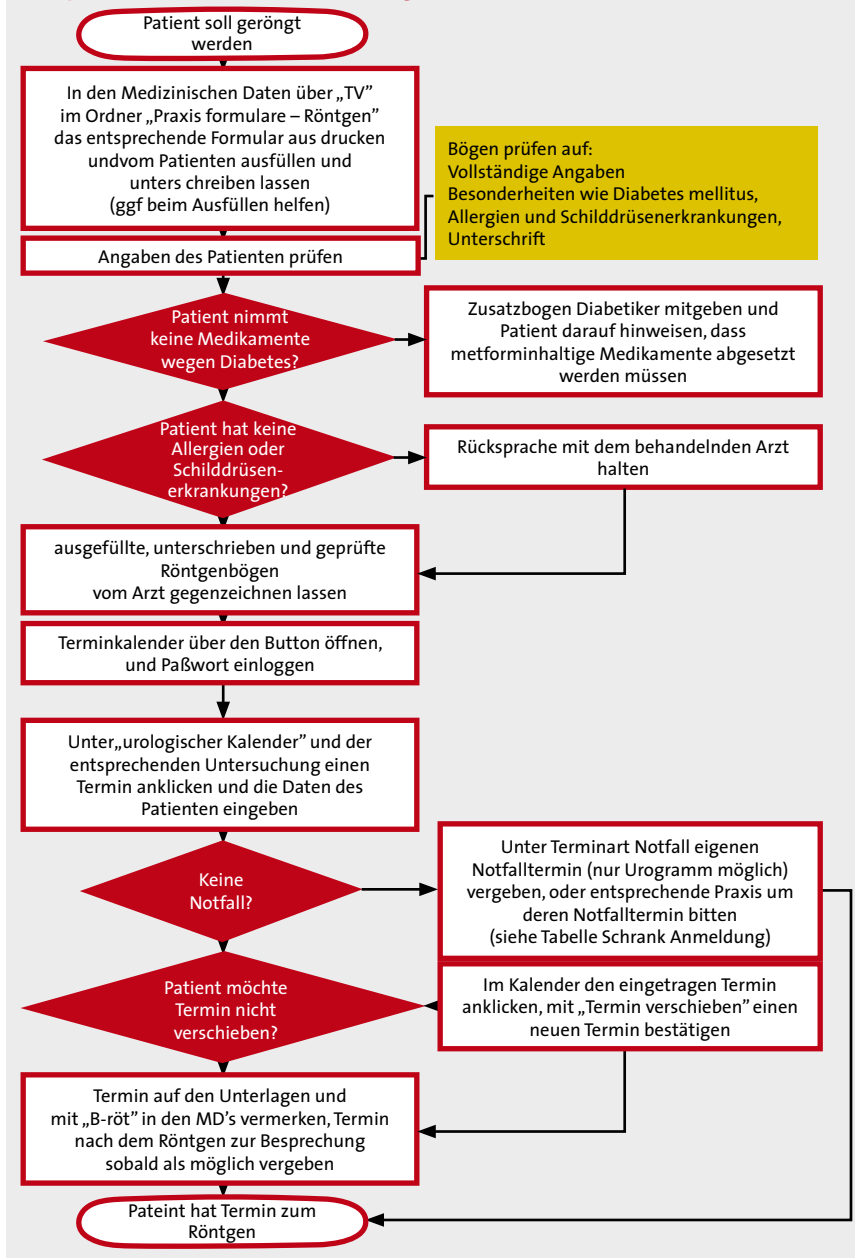 Patient soll geröngt
werden
In den Medizinischen Daten über „TV”
im Ordner „Praxis formulare – Röntgen”
das entsprechende Formular aus drucken
undvom Patienten ausfüllen und
unters chreiben lassen
(ggf beim Ausfüllen helfen)
Bögen prüfen auf:
Vollständige Angaben
Besonderheiten wie Diabetes mellitus,
Allergien und Schilddrüsenerkrankungen,
Unterschrift
Angaben des Patienten prüfen
Patient nimmt
keine Medikamente
wegen Diabetes?
Zusatzbogen Diabetiker mitgeben und
Patient darauf hinweisen, dass
metforminhaltige Medikamente abgesetzt
werden müssen
Patient hat keine
Allergien oder
Schilddrüsen-
erkrankungen?
Rücksprache mit dem behandelnden Arzt
halten
ausgefüllte, unterschrieben und geprüfte
Röntgenbögen
vom Arzt gegenzeichnen lassen
Terminkalender über den Button öffnen,
und Paßwort einloggen
Unter„urologischer Kalender” und der
entsprechenden Untersuchung einen
Termin anklicken und die Daten des
Patienten eingeben
Keine
Notfall?
Unter Terminart Notfall eigenen
Notfalltermin (nur Urogramm möglich)
vergeben, oder entsprechende Praxis um
deren Notfalltermin bitten
(siehe Tabelle Schrank Anmeldung)
Patient möchte
Termin nicht
verschieben?
Im Kalender den eingetragen Termin
anklicken, mit „Termin verschieben” einen
neuen Termin bestätigen
Termin auf den Unterlagen und
mit „B-röt” in den MD’s vermerken, Termin
nach dem Röntgen zur Besprechung
sobald als möglich vergeben
Pateint hat Termin zum
Röntgen